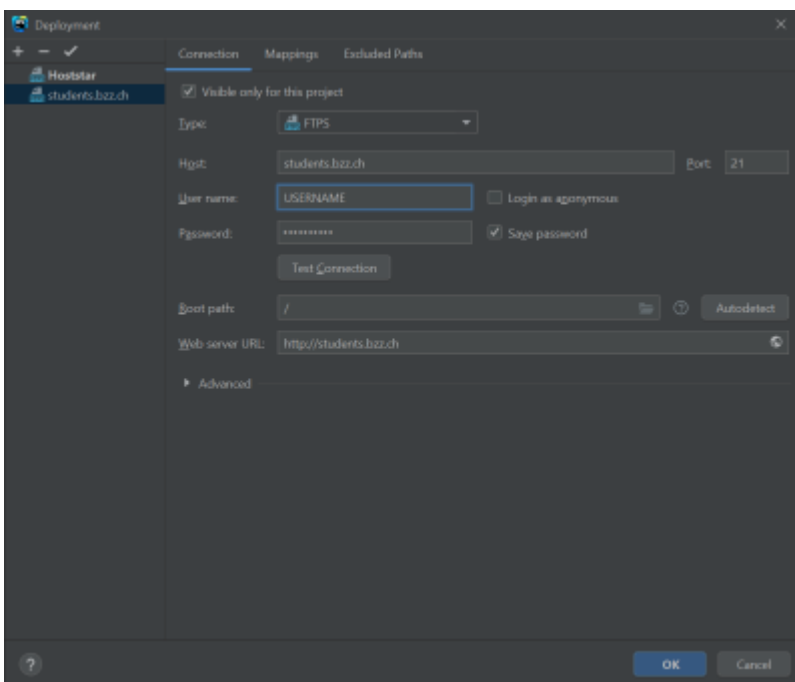 Deployment
Connection Mappings Excluded Paths
Hoststar
students.bzz.ch
Visible only for this project
Type: FTPS
Host: students.bzz.ch Port: 21
User name: USERNAME Login as anonymous
Password: •••••••••• Save password
Test Connection
Root path: / Autodetect
Web server URL: http://students.bzz.ch
Advanced
? OK Cancel